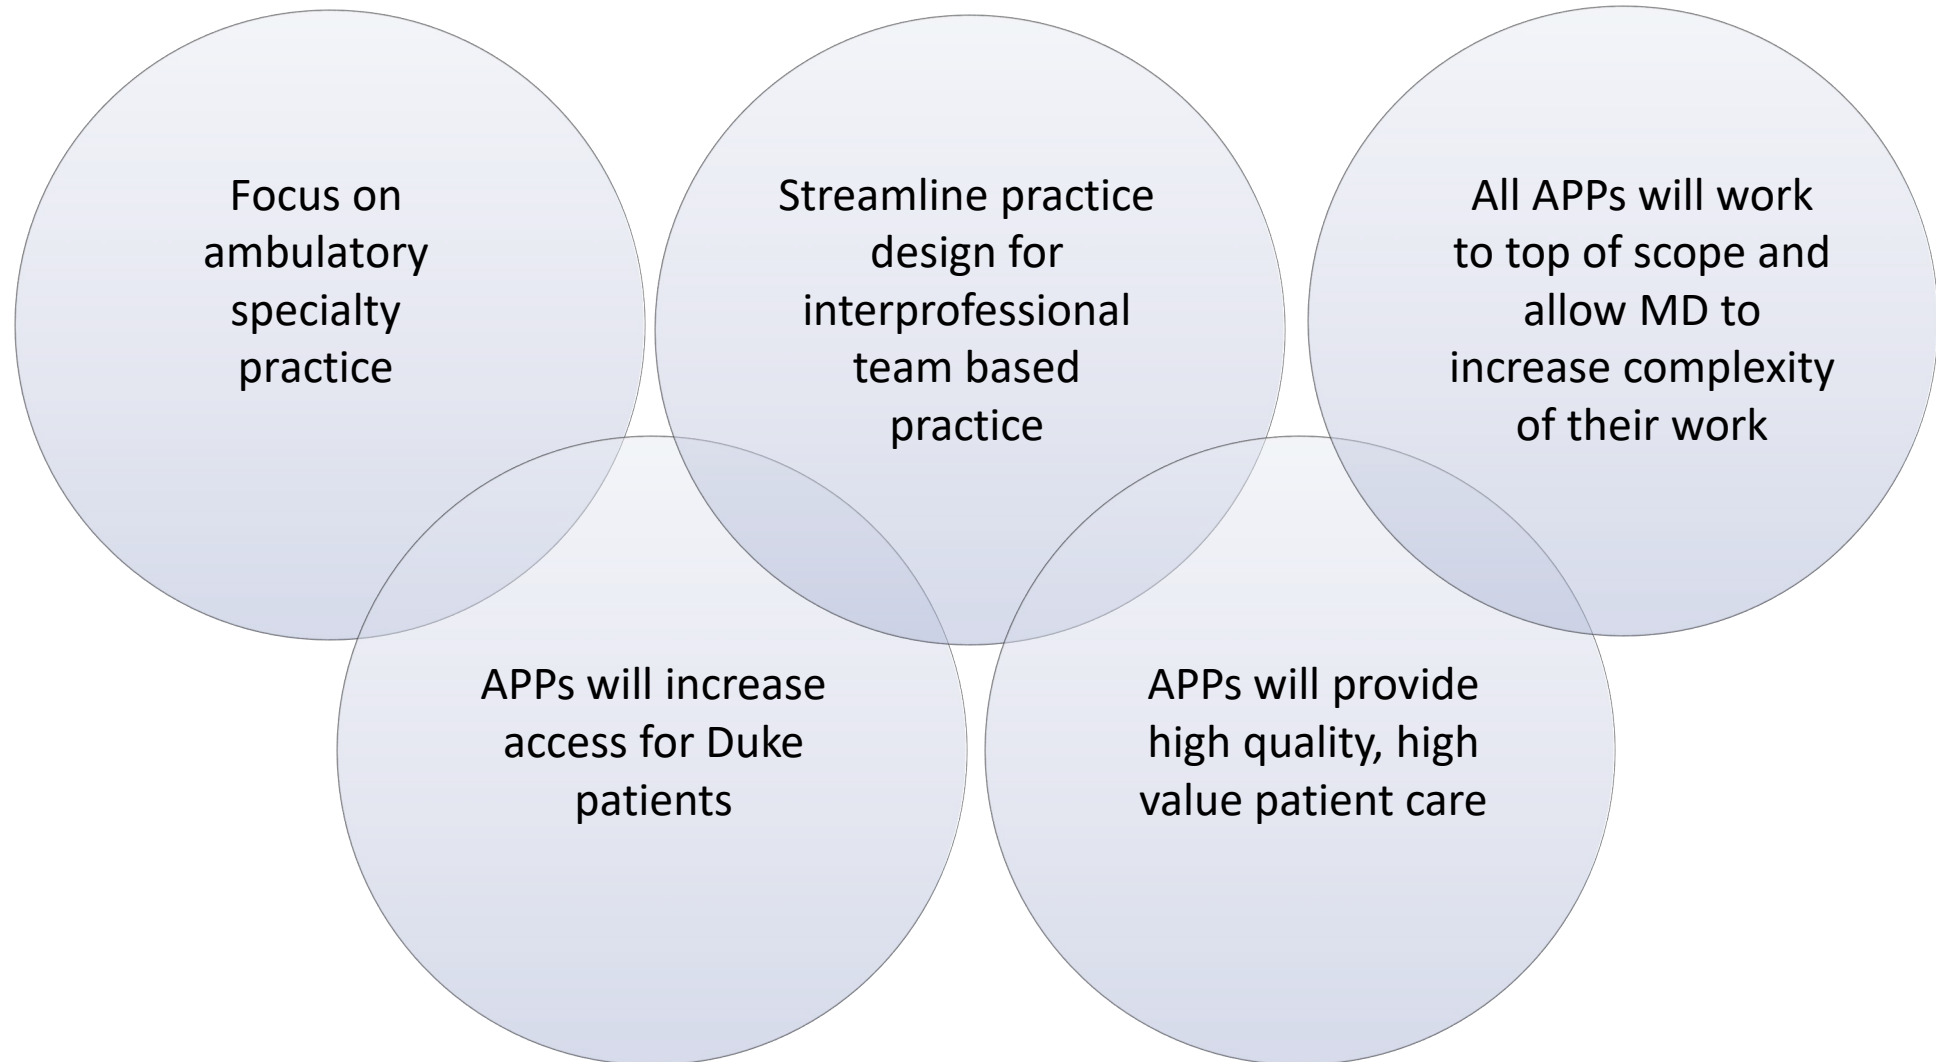 Focus on
ambulatory
specialty
practice
Streamline practice
design for
interprofessional
team based
practice
All APPs will work
to top of scope and
allow MD to
increase complexity
of their work
APPs will increase
access for Duke
patients
APPs will provide
high quality, high
value patient care